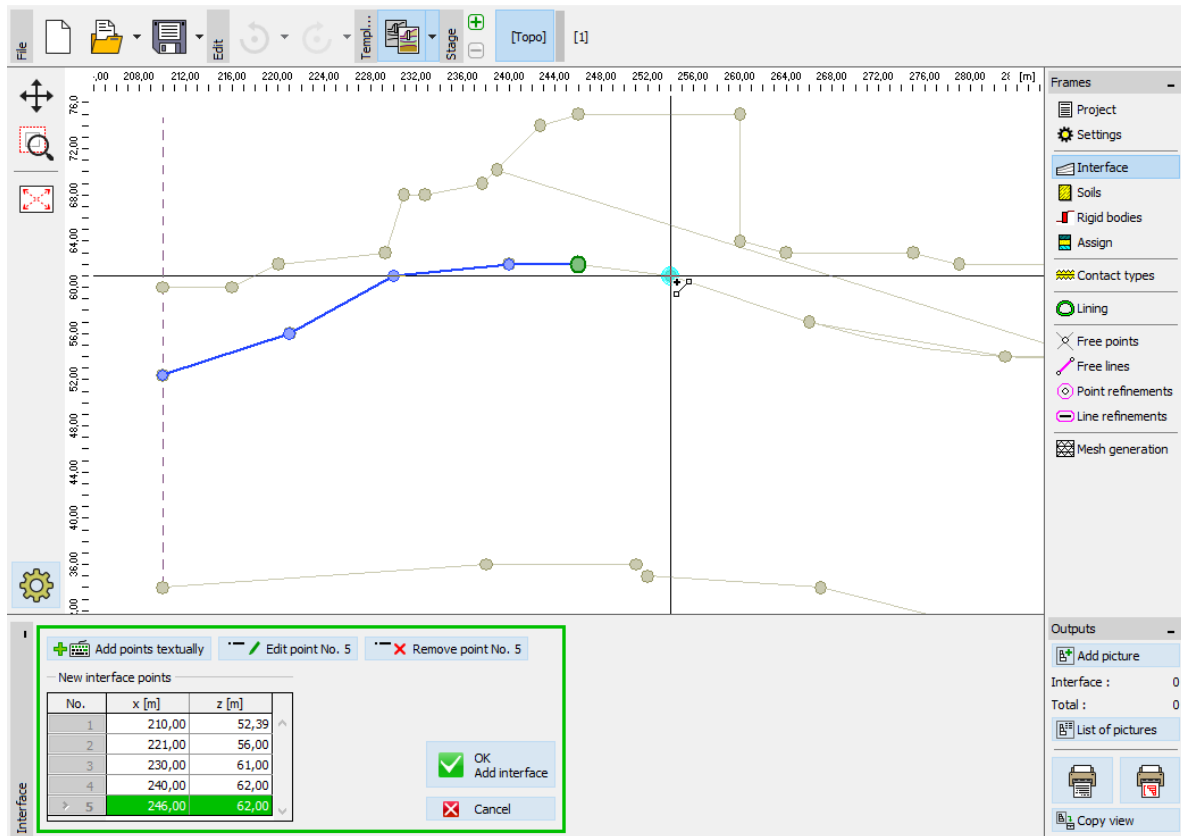 File
Edit
Templ...
Stage
[Topo]
[1]
,00 208,00 212,00 216,00 220,00 224,00 228,00 232,00 236,00 240,00 244,00 248,00 252,00 256,00 260,00 264,00 268,00 272,00 276,00 280,00 28 [m]
76,0
72,00
68,00
64,00
60,00
56,00
52,00
48,00
44,00
40,00
36,00
,00
Frames
Project
Settings
Interface
Soils
Rigid bodies
Assign
Contact types
Lining
Free points
Free lines
Point refinements
Line refinements
Mesh generation
Interface
Add points textually
Edit point No. 5
Remove point No. 5
New interface points
No. x [m] z [m]
1 210,00 52,39
2 221,00 56,00
3 230,00 61,00
4 240,00 62,00
5 246,00 62,00
OK
Add interface
Cancel
Outputs
Add picture
Interface : 0
Total : 0
List of pictures
Copy view